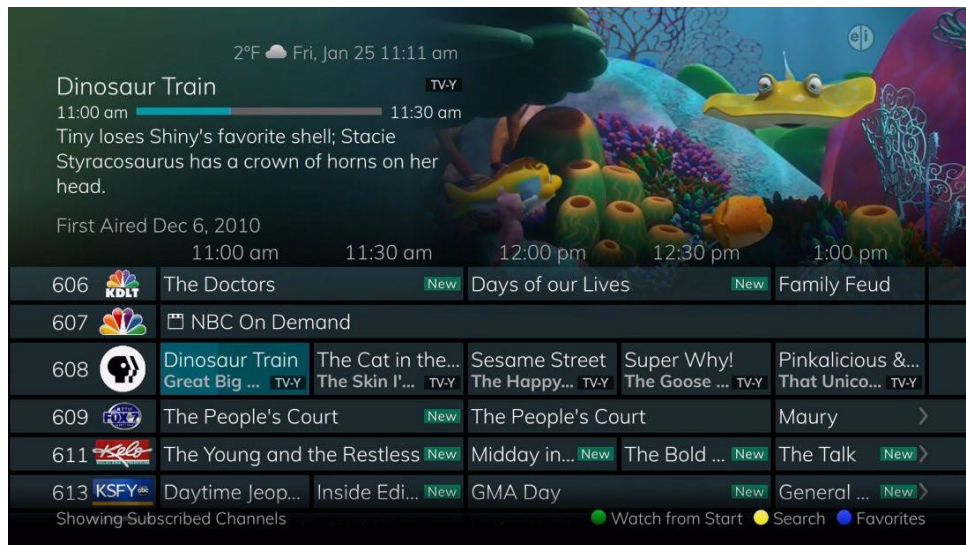 e i
2°F Fri, Jan 25 11:11 am
Dinosaur Train TV-Y
11:00 am 11:30 am
Tiny loses Shiny's favorite shell; Stacie
Styracosaurus has a crown of horns on her
head.
First Aired Dec 6, 2010
11:00 am 11:30 am 12:00 pm 12:30 pm 1:00 pm
606 KDLT The Doctors New Days of our Lives New Family Feud
607 NBC On Demand
608 Dinosaur Train The Cat in the... Sesame Street Super Why! Pinkalicious &...
Great Big ... TV-Y The Skin I'... TV-Y The Happy... TV-Y The Goose ... TV-Y That Unico... TV-Y
609 FOX 7 The People's Court New The People's Court Maury
611 Kelo The Young and the Restless New Midday in... New The Bold ... New The Talk New
613 KSFY abc Daytime Jeop... Inside Edi... New GMA Day New General ... New
Showing Subscribed Channels Watch from Start Search Favorites